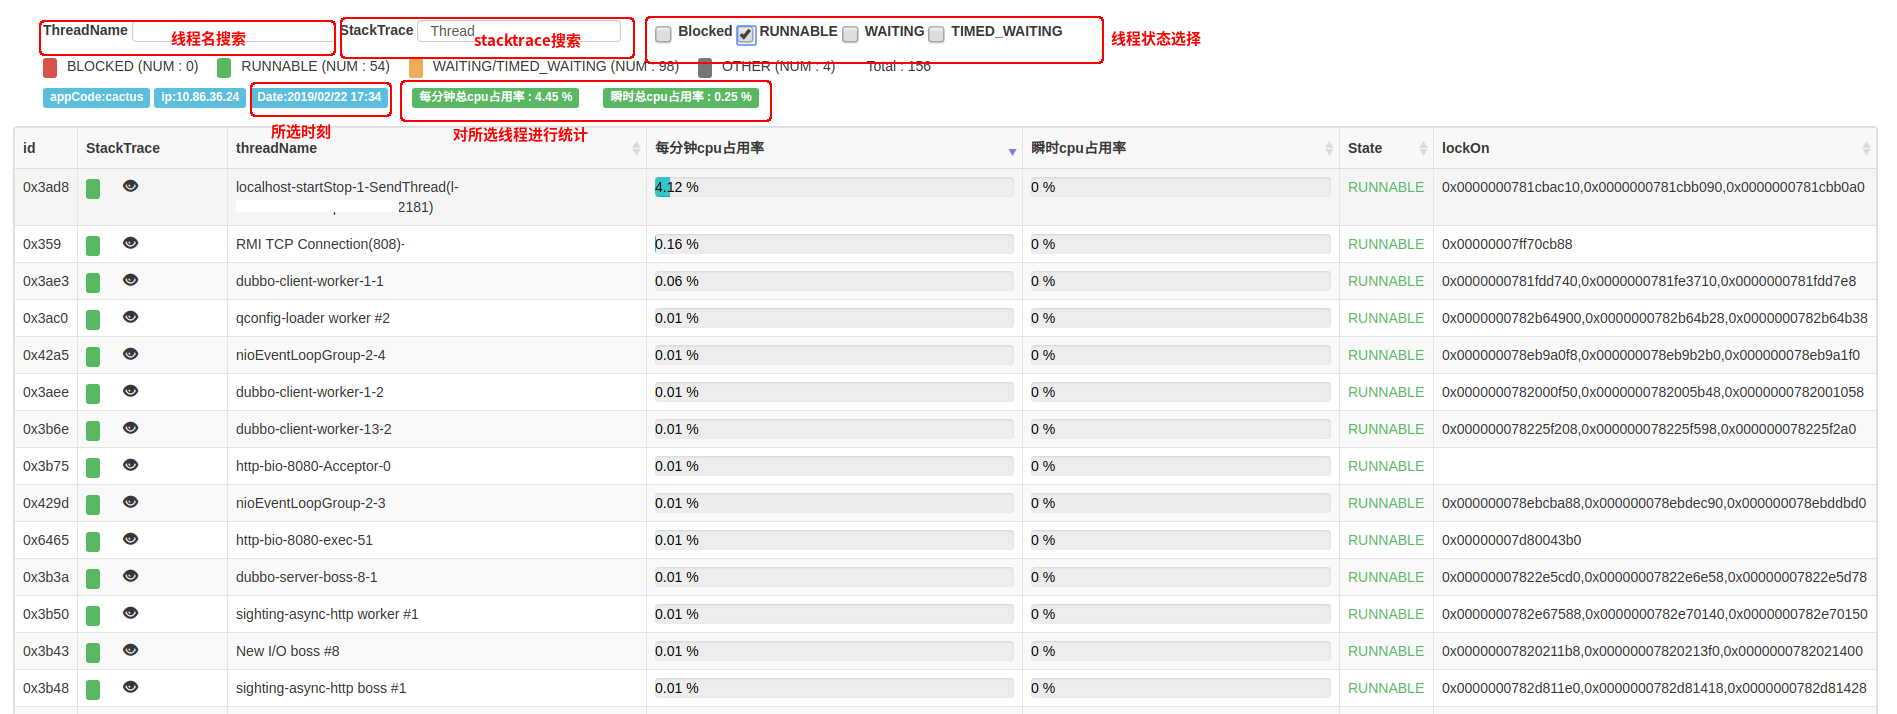 ThreadName 线程名搜索 StackTrace Thread stacktrace搜索 Blocked RUNNABLE WAITING TIMED_WAITING 线程状态选择
BLOCKED (NUM : 0) RUNNABLE (NUM : 54) WAITING/TIMED_WAITING (NUM : 98) OTHER (NUM : 4) Total : 156
appCode:cactus ip:10.86.36.24 Date:2019/02/22 17:34 每分钟总cpu占用率 : 4.45 % 瞬时总cpu占用率 : 0.25 %
所选时刻 对所选线程进行统计
id StackTrace threadName 每分钟cpu占用率 瞬时cpu占用率 State lockOn
0x3ad8 localhost-startStop-1-SendThread(l- 4.12 % 0 % RUNNABLE 0x0000000781cbac10,0x0000000781cbb090,0x0000000781cbb0a0
2181)
0x359 RMI TCP Connection(808)- 0.16 % 0 % RUNNABLE 0x00000007ff70cb88
0x3ae3 dubbo-client-worker-1-1 0.06 % 0 % RUNNABLE 0x0000000781fdd740,0x0000000781fe3710,0x0000000781fdd7e8
0x3ac0 qconfig-loader worker #2 0.01 % 0 % RUNNABLE 0x0000000782b64900,0x0000000782b64b28,0x0000000782b64b38
0x42a5 nioEventLoopGroup-2-4 0.01 % 0 % RUNNABLE 0x000000078eb9a0f8,0x000000078eb9b2b0,0x000000078eb9a1f0
0x3aee dubbo-client-worker-1-2 0.01 % 0 % RUNNABLE 0x0000000782000f50,0x0000000782005b48,0x0000000782001058
0x3b6e dubbo-client-worker-13-2 0.01 % 0 % RUNNABLE 0x000000078225f208,0x000000078225f598,0x000000078225f2a0
0x3b75 http-bio-8080-Acceptor-0 0.01 % 0 % RUNNABLE
0x429d nioEventLoopGroup-2-3 0.01 % 0 % RUNNABLE 0x000000078ebcba88,0x000000078ebdec90,0x000000078ebddbd0
0x6465 http-bio-8080-exec-51 0.01 % 0 % RUNNABLE 0x00000007d80043b0
0x3b3a dubbo-server-boss-8-1 0.01 % 0 % RUNNABLE 0x00000007822e5cd0,0x00000007822e6e58,0x00000007822e5d78
0x3b50 sighting-async-http worker #1 0.01 % 0 % RUNNABLE 0x0000000782e67588,0x0000000782e70140,0x0000000782e70150
0x3b43 New I/O boss #8 0.01 % 0 % RUNNABLE 0x00000007820211b8,0x00000007820213f0,0x0000000782021400
0x3b48 sighting-async-http boss #1 0.01 % 0 % RUNNABLE 0x0000000782d811e0,0x0000000782d81418,0x0000000782d81428